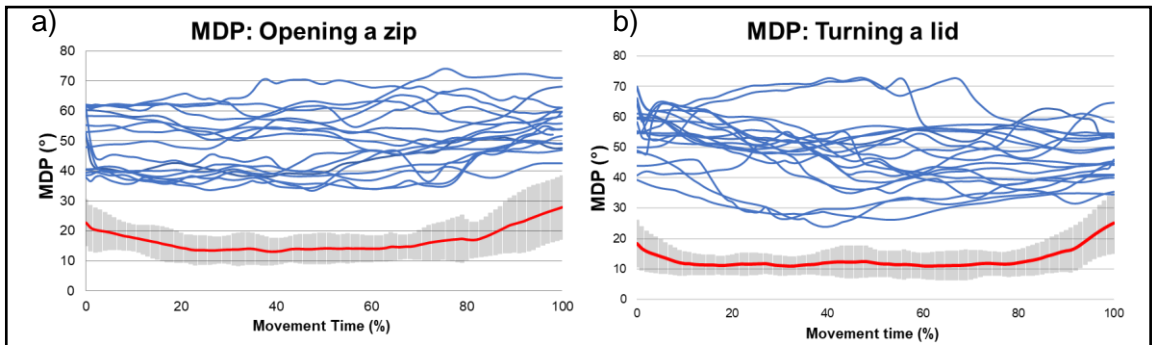 a)
MDP: Opening a zip
80
70
60
50
40
30
20
10
0
MDP (°)
0 20 40 60 80 100
Movement Time (%)
b)
MDP: Turning a lid
80
70
60
50
40
30
20
10
0
MDP (°)
0 20 40 60 80 100
Movement time (%)